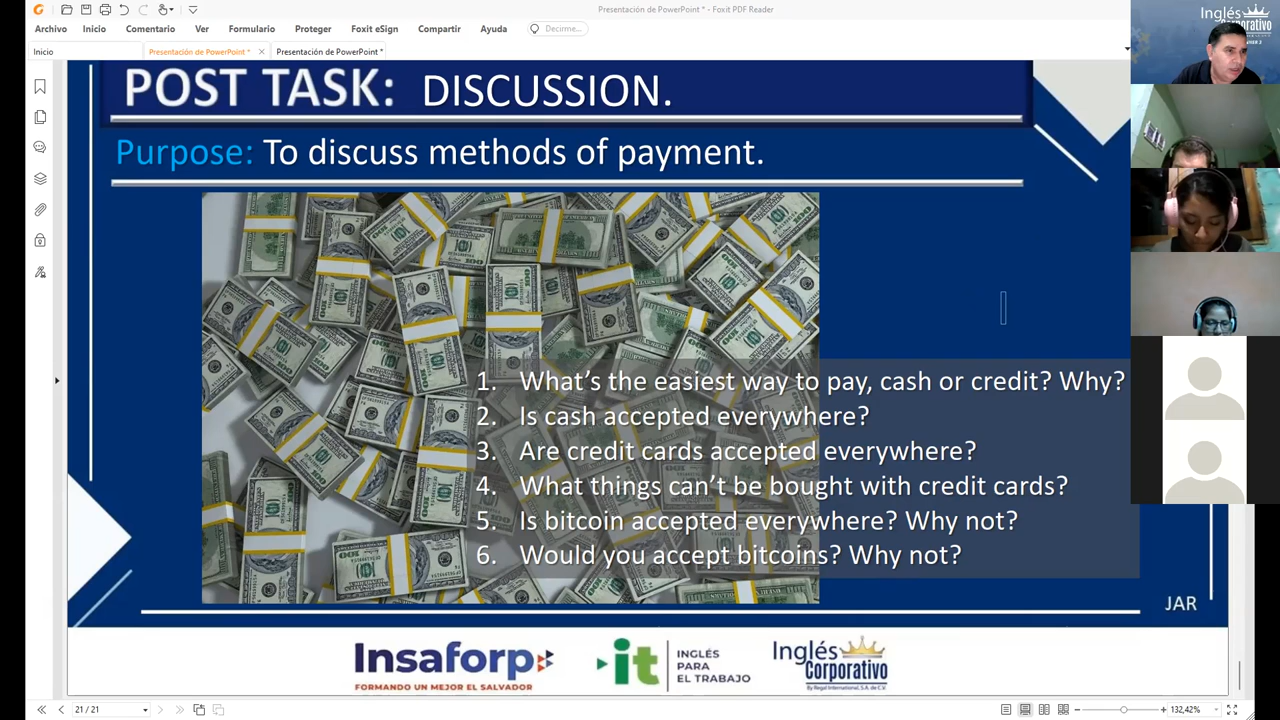 Presentación de PowerPoint * - Foxit PDF Reader
Archivo Inicio Comentario Ver Formulario Proteger Foxit eSign Compartir Ayuda Decirme...
Inicio Presentación de PowerPoint * Presentación de PowerPoint *
Inglés
Corporativo
POST TASK: DISCUSSION.
Purpose: To discuss methods of payment.
1. What's the easiest way to pay, cash or credit? Why?
2. Is cash accepted everywhere?
3. Are credit cards accepted everywhere?
4. What things can't be bought with credit cards?
5. Is bitcoin accepted everywhere? Why not?
6. Would you accept bitcoins? Why not?
JAR
Insaforp
FORMANDO UN MEJOR EL SALVADOR
it
INGLÉS
PARA
EL TRABAJO
Inglés
Corporativo
By Regal International, S.A. de C.V.
21 / 21
132,42%